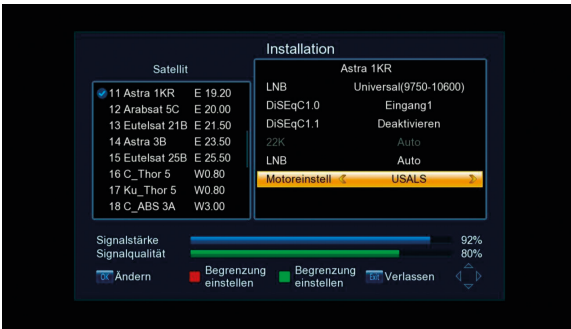 Installation
Satellit
11 Astra 1KR E 19.20
12 Arabsat 5C E 20.00
13 Eutelsat 21B E 21.50
14 Astra 3B E 23.50
15 Eutelsat 25B E 25.50
16 C_Thor 5 W0.80
17 Ku_Thor 5 W0.80
18 C_ABS 3A W3.00
Astra 1KR
LNB Universal(9750-10600)
DiSEqC1.0 Eingang1
DiSEqC1.1 Deaktivieren
22K Auto
LNB Auto
Motoreinstell USALS
Signalstärke 92%
Signalqualität 80%
OK Ändern
Begrenzung
einstellen
Begrenzung
einstellen
Exit Verlassen